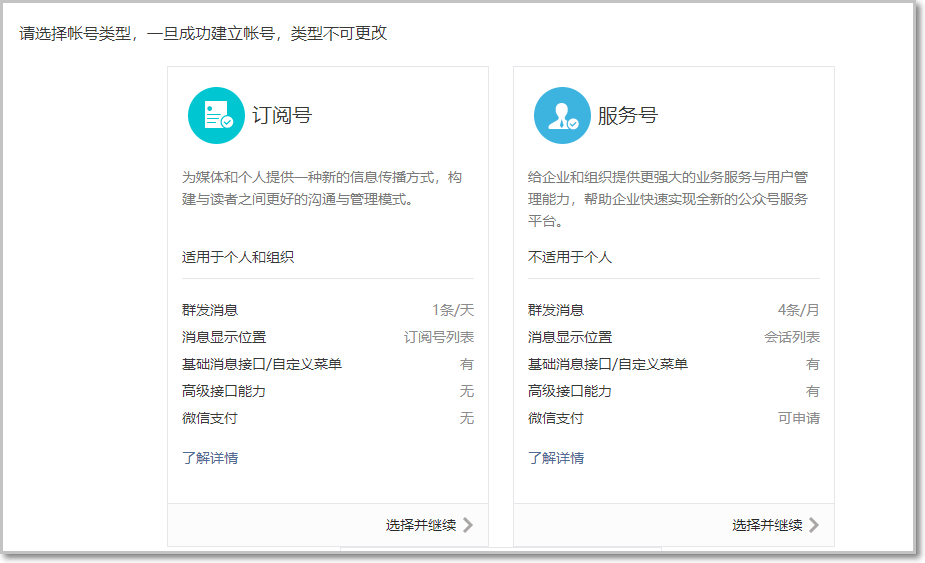 请选择帐号类型，一旦成功建立帐号，类型不可更改
订阅号
为媒体和个人提供一种新的信息传播方式，构
建与读者之间更好的沟通与管理模式。
适用于个人和组织
群发消息 1条/天
消息显示位置 订阅号列表
基础消息接口/自定义菜单 有
高级接口能力 无
微信支付 无
了解详情
选择并继续
服务号
给企业和组织提供更强大的业务服务与用户管
理能力，帮助企业快速实现全新的公众号服务
平台。
不适用于个人
群发消息 4条/月
消息显示位置 会话列表
基础消息接口/自定义菜单 有
高级接口能力 有
微信支付 可申请
了解详情
选择并继续